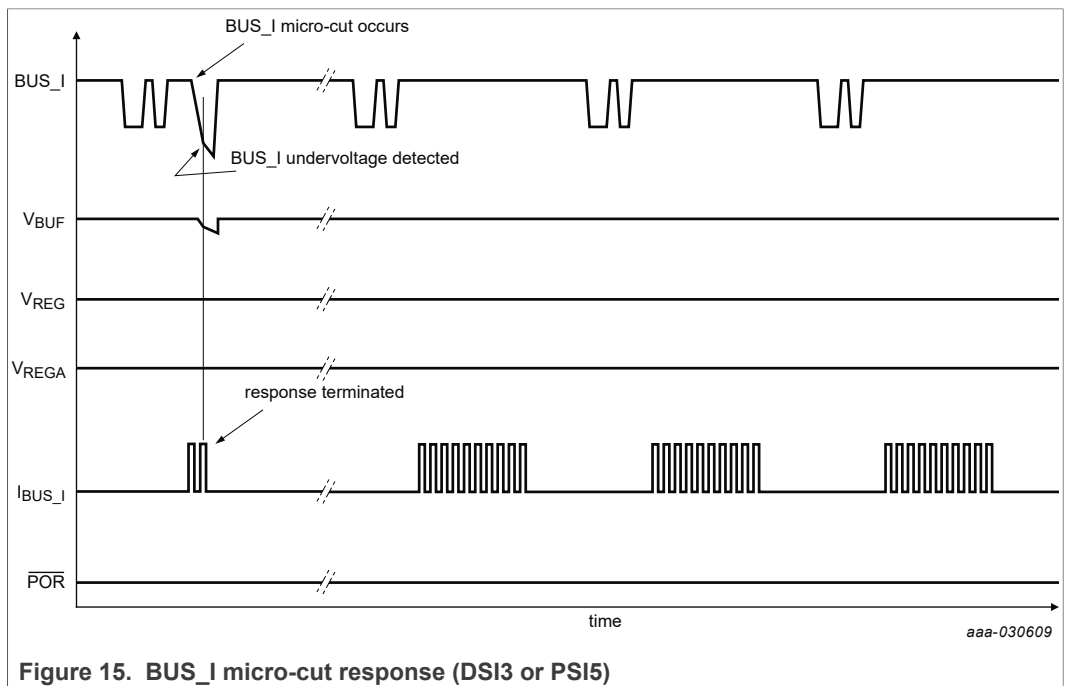 BUS_I micro-cut occurs
BUS_I
BUS_I undervoltage detected
VBUF
VREG
VREGA
response terminated
IBUS_I
POR
time
aaa-030609
Figure 15. BUS_I micro-cut response (DSI3 or PSI5)